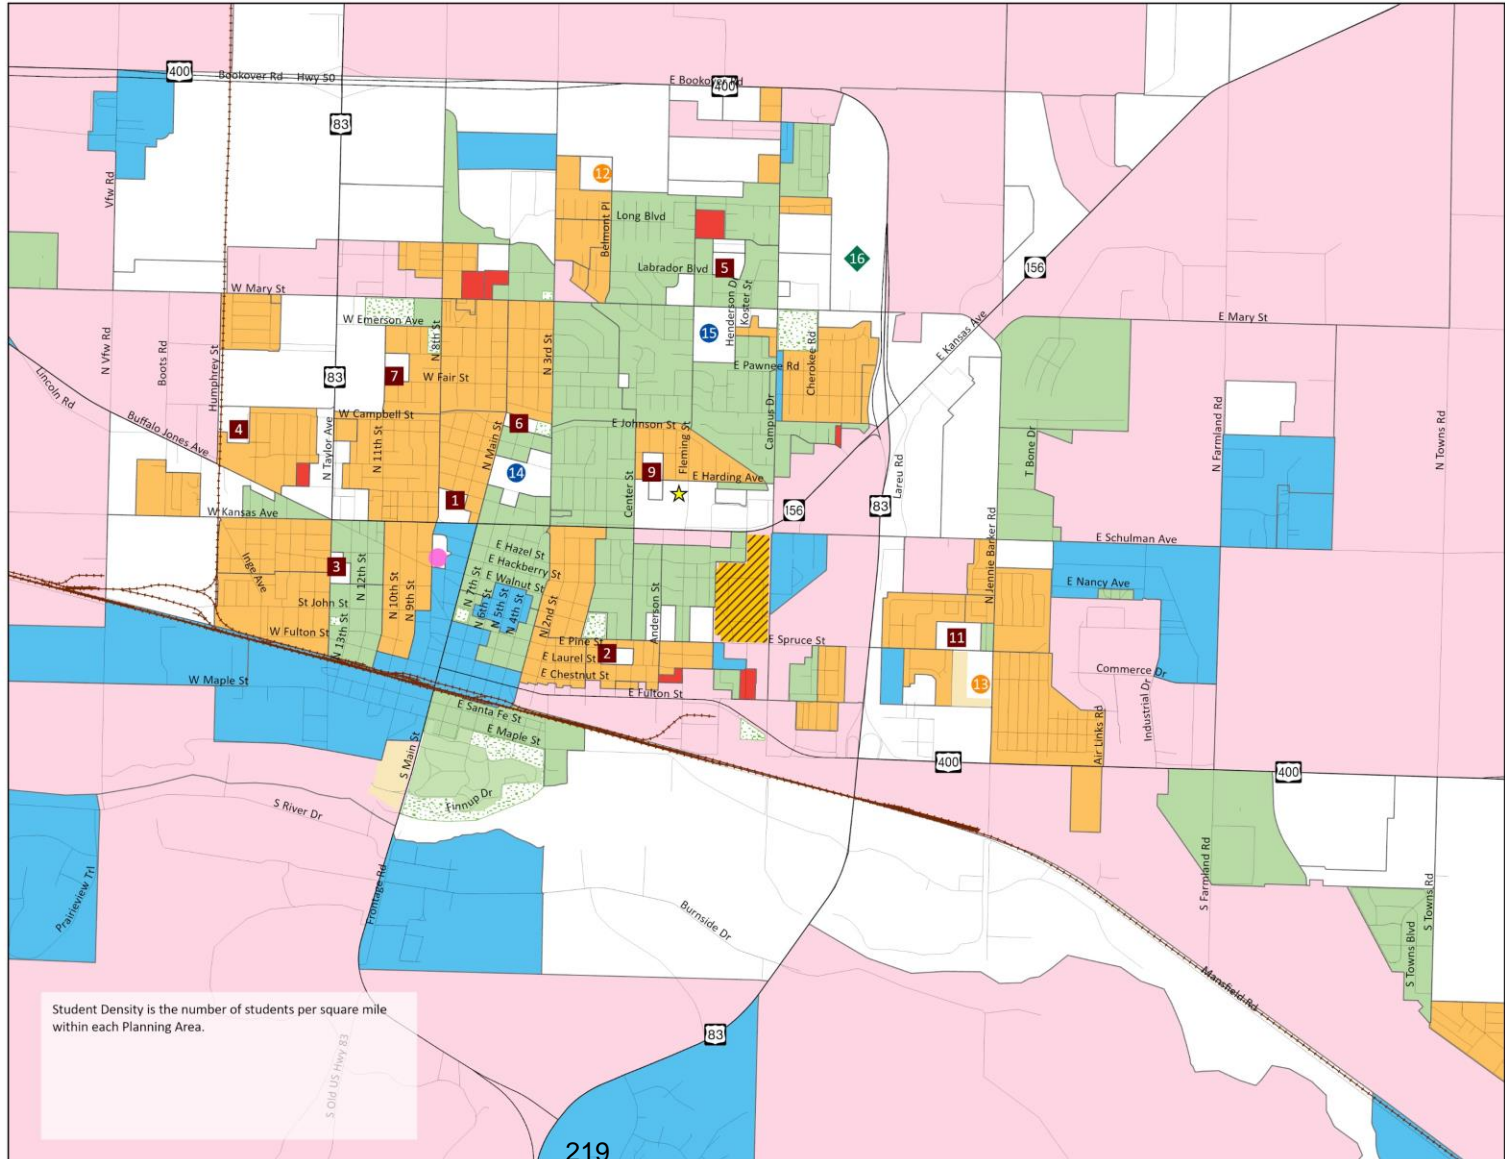 400
Bookover Rd
Hwy 50
E Bookover Rd
400
83
Vfw Rd
12
Belmont Pl
Long Blvd
Labrador Blvd
5
Henderson Dr
Koster St
16
156
W Mary St
W Emerson Ave
N 8th St
N 3rd St
15
E Mary St
E Kansas Ave
N Vfw Rd
Boots Rd
Humphrey St
83
7
W Fair St
E Pawnee Rd
Cherokee Rd
Lincoln Rd
Buffalo Jones Ave
4
N Taylor Ave
W Campbell St
N 11th St
N Main St
6
E Johnson St
Fleming St
Campus Dr
T Bone Dr
N Farmland Rd
N Towns Rd
14
Center St
9
E Harding Ave
Lareu Rd
1
W Kansas Ave
156
83
N Jennie Barker Rd
E Schulman Ave
Inge Ave
3
N 12th St
E Hazel St
E Hackberry St
E Walnut St
E Nancy Ave
St John St
N 10th St
N 9th St
N 7th St
N 6th St
N 5th St
N 4th St
N 2nd St
Anderson St
W Fulton St
N 13th St
E Pine St
E Spruce St
11
2
E Laurel St
E Chestnut St
Commerce Dr
W Maple St
E Fulton St
13
Industrial Dr
Air Links Rd
E Santa Fe St
E Maple St
S Main St
400
400
Finnup Dr
S River Dr
Prairieview Trl
Frontage Rd
S Farmland Rd
S Towns Rd
Burnside Dr
S Towns Blvd
Mansfield Rd
Student Density is the number of students per square mile
within each Planning Area.
83
S Old US Hwy 83
219